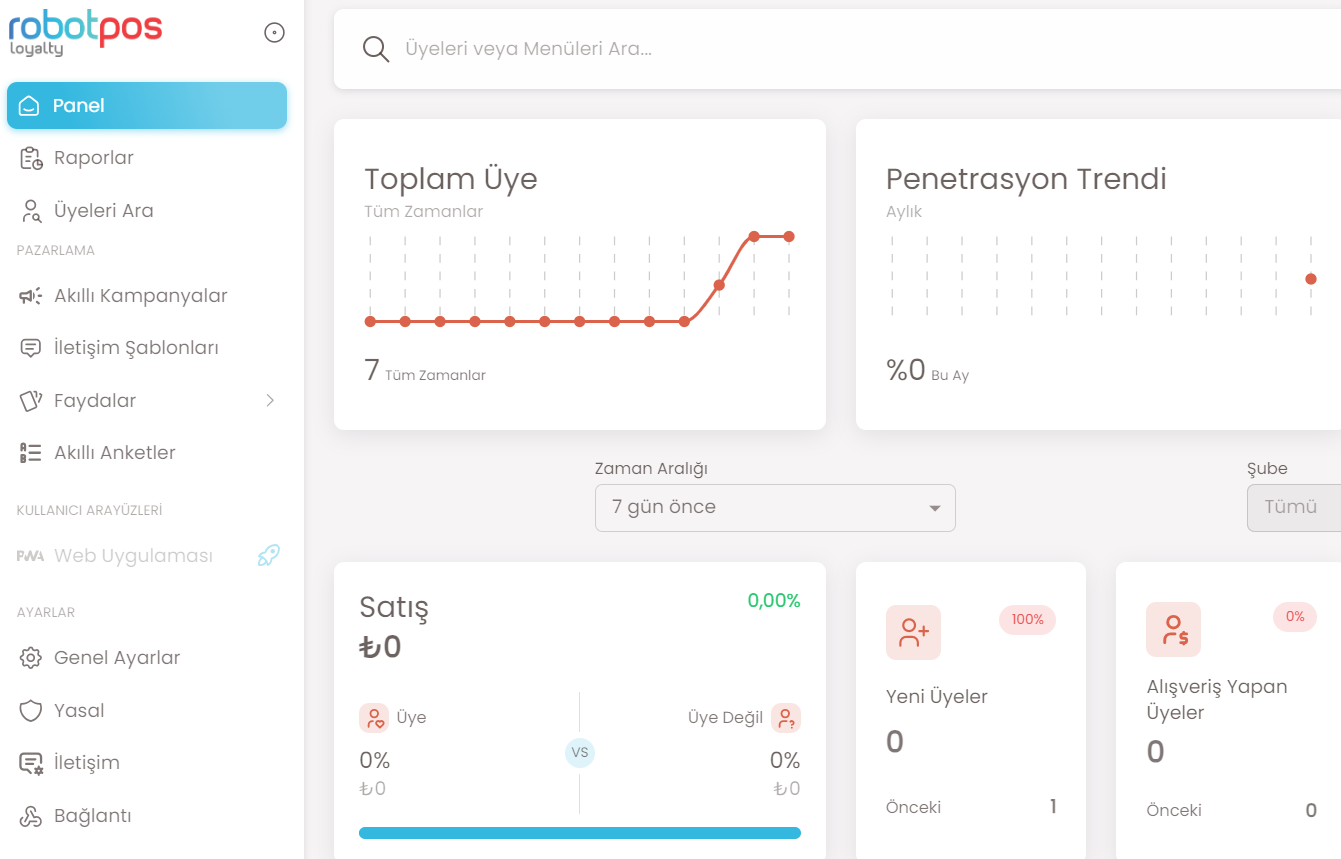 robotpos
loyalty
Panel
Raporlar
Üyeleri Ara
PAZARLAMA
Akıllı Kampanyalar
İletişim Şablonları
Faydalar
Akıllı Anketler
KULLANICI ARAYÜZLERİ
PWA Web Uygulaması
AYARLAR
Genel Ayarlar
Yasal
İletişim
Bağlantı
Üyeleri veya Menüleri Ara...
Toplam Üye
Tüm Zamanlar
7 Tüm Zamanlar
Penetrasyon Trendi
Aylık
%0 Bu Ay
Zaman Aralığı
7 gün önce
Şube
Tümü
Satış
0,00%
₺0
Üye
0%
₺0
VS
Üye Değil
0%
₺0
100%
Yeni Üyeler
0
Önceki 1
0%
Alışveriş Yapan
Üyeler
0
Önceki 0